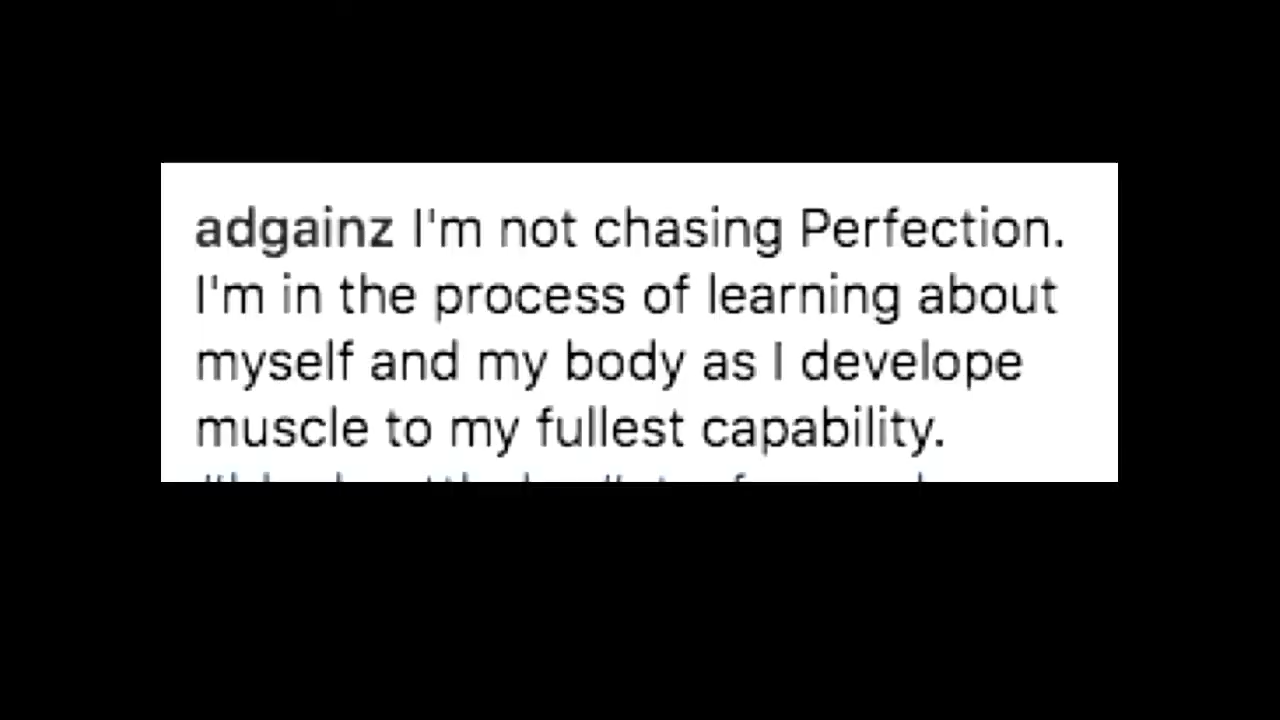 adgainz I'm not chasing Perfection.
I'm in the process of learning about
myself and my body as I develope
muscle to my fullest capability.